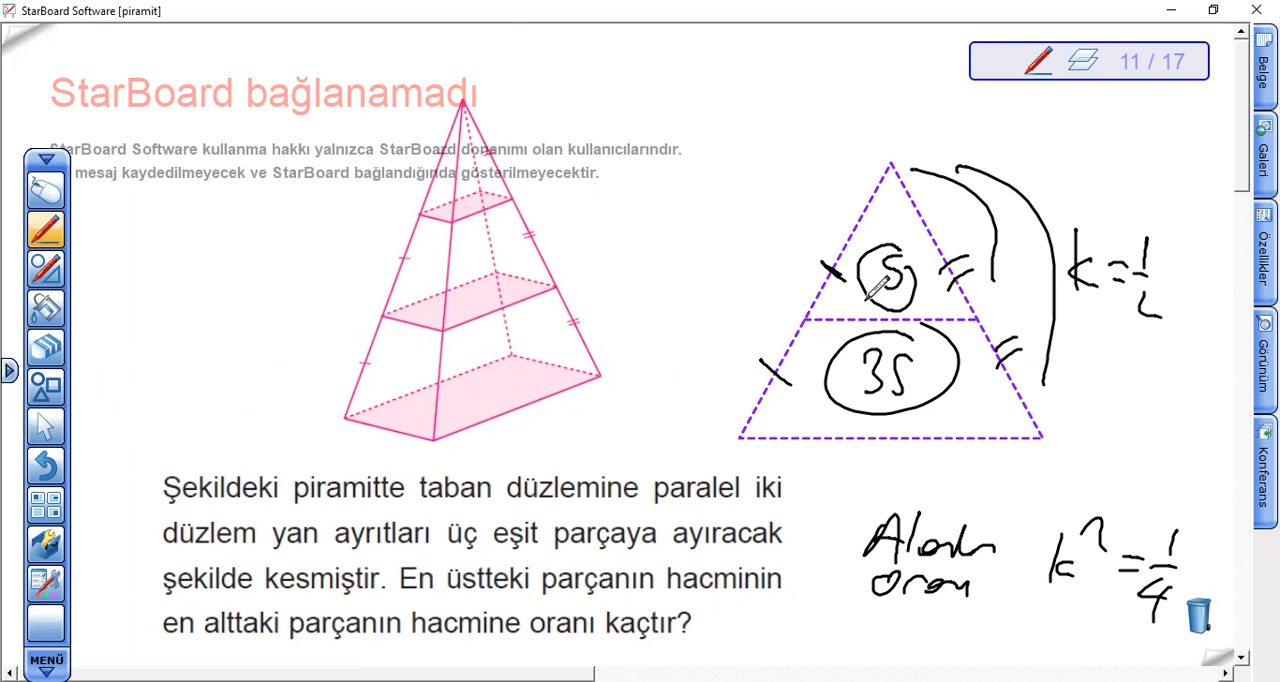 StarBoard Software [piramit]
StarBoard bağlanamadı
StarBoard Software kullanma hakkı yalnızca StarBoard donanımı olan kullanıcılarındır.
mesaj kaydedilmeyecek ve StarBoard bağlandığında gösterilmeyecektir.
11 / 17
Belge
Galeri
Özellikler
Görünüm
Konferans
S
3S
k = 1/2
Şekildeki piramitte taban düzlemine paralel iki
düzlem yan ayrıtları üç eşit parçaya ayıracak
şekilde kesmiştir. En üstteki parçanın hacminin
en alttaki parçanın hacmine oranı kaçtır?
Alan
oran
k² = 1/4
MENÜ